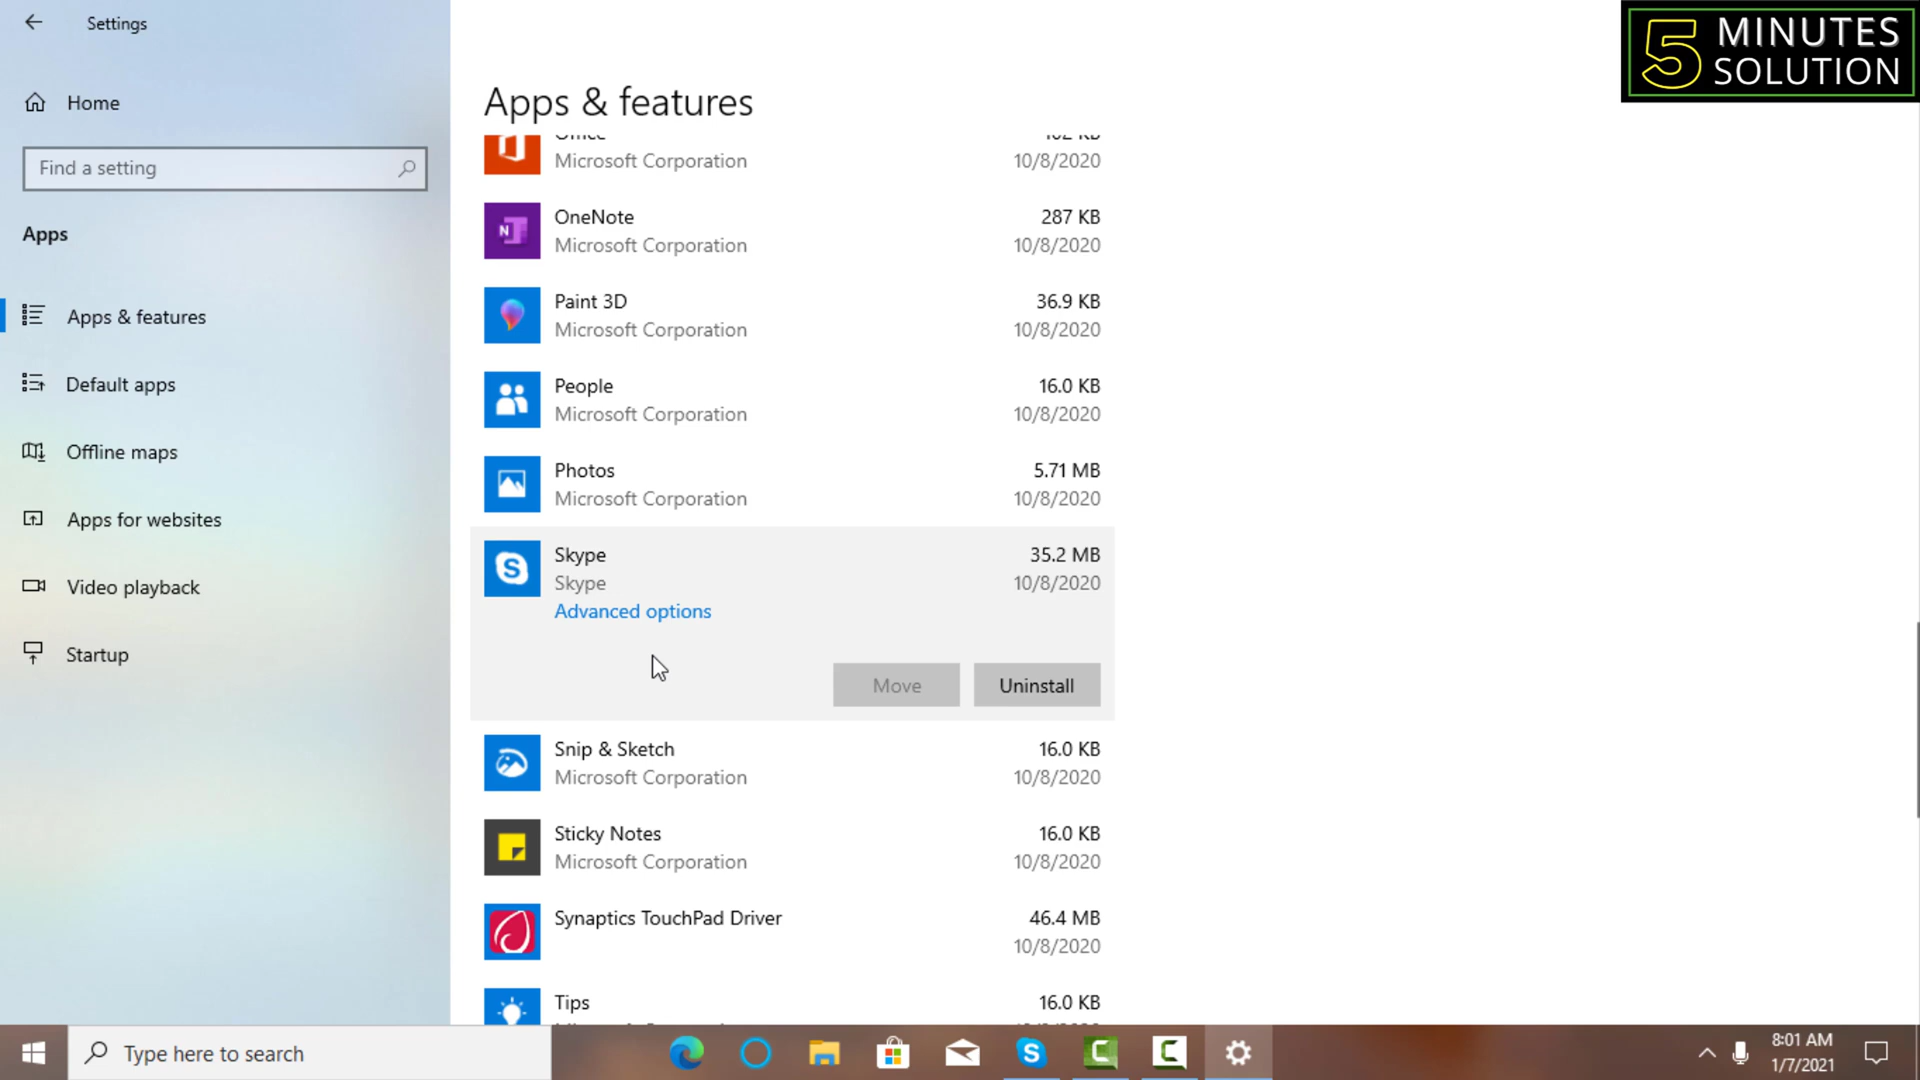 Settings
5 MINUTES
SOLUTION
Home
Find a setting
Apps
Apps & features
Default apps
Offline maps
Apps for websites
Video playback
Startup
Apps & features
Office
Microsoft Corporation 10/8/2020
OneNote 287 KB
Microsoft Corporation 10/8/2020
Paint 3D 36.9 KB
Microsoft Corporation 10/8/2020
People 16.0 KB
Microsoft Corporation 10/8/2020
Photos 5.71 MB
Microsoft Corporation 10/8/2020
Skype 35.2 MB
Skype 10/8/2020
Advanced options
Move Uninstall
Snip & Sketch 16.0 KB
Microsoft Corporation 10/8/2020
Sticky Notes 16.0 KB
Microsoft Corporation 10/8/2020
Synaptics TouchPad Driver 46.4 MB
10/8/2020
Tips 16.0 KB
Type here to search
8:01 AM
1/7/2021